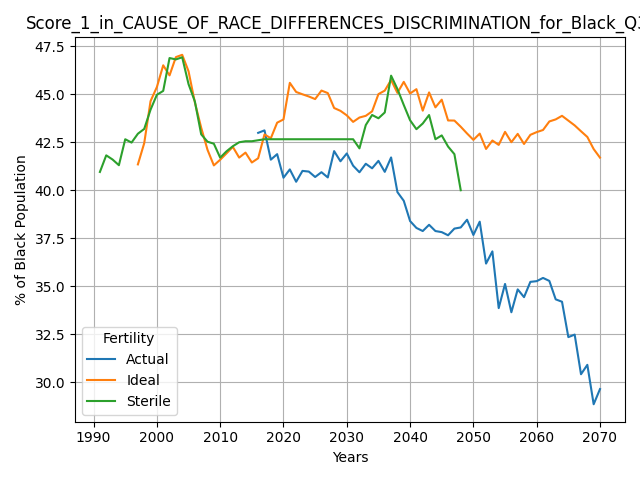 Score_1_in_CAUSE_OF_RACE_DIFFERENCES_DISCRIMINATION_for_Black_Q3
47.5
45.0
42.5
40.0
37.5
35.0
32.5
30.0
% of Black Population
Fertility
Actual
Ideal
Sterile
1990 2000 2010 2020 2030 2040 2050 2060 2070
Years